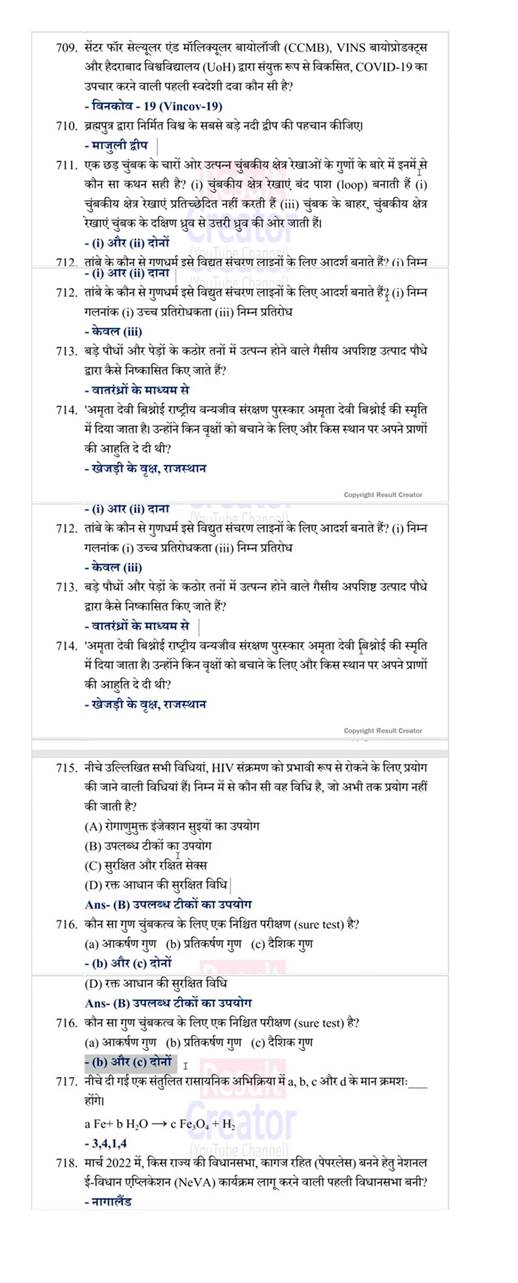 709. सेंटर फॉर सेल्यूलर एंड मॉलिक्यूलर बायोलॉजी (CCMB), VINS बायोप्रोडक्ट्स
और हैदराबाद विश्वविद्यालय (UoH) द्वारा संयुक्त रूप से विकसित, COVID-19 का
उपचार करने वाली पहली स्वदेशी दवा कौन सी है?
- विनकोव - 19 (Vincov-19)
710. ब्रह्मपुत्र द्वारा निर्मित विश्व के सबसे बड़े नदी द्वीप की पहचान कीजिए।
- माजुली द्वीप
711. एक छड़ चुंबक के चारों ओर उत्पन्न चुंबकीय क्षेत्र रेखाओं के गुणों के बारे में इनमें से
कौन सा कथन सही है? (i) चुंबकीय क्षेत्र रेखाएं बंद पाश (loop) बनाती हैं (i)
चुंबकीय क्षेत्र रेखाएं प्रतिच्छेदित नहीं करती हैं (iii) चुंबक के बाहर, चुंबकीय क्षेत्र
रेखाएं चुंबक के दक्षिण ध्रुव से उत्तरी ध्रुव की ओर जाती हैं।
- (i) और (ii) दोनों
712. तांबे के कौन से गुणधर्म इसे विद्युत संचरण लाइनों के लिए आदर्श बनाते हैं? (i) निम्न
- (i) और (ii) दोनों
712. तांबे के कौन से गुणधर्म इसे विद्युत संचरण लाइनों के लिए आदर्श बनाते हैं? (i) निम्न
गलनांक (i) उच्च प्रतिरोधकता (iii) निम्न प्रतिरोध
- केवल (iii)
713. बड़े पौधों और पेड़ों के कठोर तनों में उत्पन्न होने वाले गैसीय अपशिष्ट उत्पाद पौधे
द्वारा कैसे निष्कासित किए जाते हैं?
- वातरंध्रों के माध्यम से
714. 'अमृता देवी बिश्नोई राष्ट्रीय वन्यजीव संरक्षण पुरस्कार अमृता देवी बिश्नोई की स्मृति
में दिया जाता है। उन्होंने किन वृक्षों को बचाने के लिए और किस स्थान पर अपने प्राणों
की आहुति दे दी थी?
- खेजड़ी के वृक्ष, राजस्थान
Copyright Result Creator
- (i) और (ii) दोनों
(YouTube Channel)
712. तांबे के कौन से गुणधर्म इसे विद्युत संचरण लाइनों के लिए आदर्श बनाते हैं? (i) निम्न
गलनांक (i) उच्च प्रतिरोधकता (iii) निम्न प्रतिरोध
- केवल (iii)
713. बड़े पौधों और पेड़ों के कठोर तनों में उत्पन्न होने वाले गैसीय अपशिष्ट उत्पाद पौधे
द्वारा कैसे निष्कासित किए जाते हैं?
- वातरंध्रों के माध्यम से
714. 'अमृता देवी बिश्नोई राष्ट्रीय वन्यजीव संरक्षण पुरस्कार अमृता देवी बिश्नोई की स्मृति
में दिया जाता है। उन्होंने किन वृक्षों को बचाने के लिए और किस स्थान पर अपने प्राणों
की आहुति दे दी थी?
- खेजड़ी के वृक्ष, राजस्थान
Copyright Result Creator
715. नीचे उल्लिखित सभी विधियां, HIV संक्रमण को प्रभावी रूप से रोकने के लिए प्रयोग
की जाने वाली विधियां हैं। निम्न में से कौन सी वह विधि है, जो अभी तक प्रयोग नहीं
की जाती है?
(A) रोगाणुमुक्त इंजेक्शन सुइयों का उपयोग
(B) उपलब्ध टीकों का उपयोग
(C) सुरक्षित और रक्षित सेक्स
(D) रक्त आधान की सुरक्षित विधि
Ans- (B) उपलब्ध टीकों का उपयोग
716. कौन सा गुण चुंबकत्व के लिए एक निश्चित परीक्षण (sure test) है?
(a) आकर्षण गुण (b) प्रतिकर्षण गुण (c) दैशिक गुण
- (b) और (c) दोनों
(D) रक्त आधान की सुरक्षित विधि
Ans- (B) उपलब्ध टीकों का उपयोग
716. कौन सा गुण चुंबकत्व के लिए एक निश्चित परीक्षण (sure test) है?
(a) आकर्षण गुण (b) प्रतिकर्षण गुण (c) दैशिक गुण
- (b) और (c) दोनों
717. नीचे दी गई एक संतुलित रासायनिक अभिक्रिया में a, b, c और d के मान क्रमशः____
होंगे।
a Fe+ b H₂O → c Fe₃O₄ + H₂
- 3,4,1,4
718. मार्च 2022 में, किस राज्य की विधानसभा, कागज रहित (पेपरलेस) बनने हेतु नेशनल
ई-विधान एप्लिकेशन (NeVA) कार्यक्रम लागू करने वाली पहली विधानसभा बनी?
- नागालैंड
Result
Creator
(YouTube Channel)